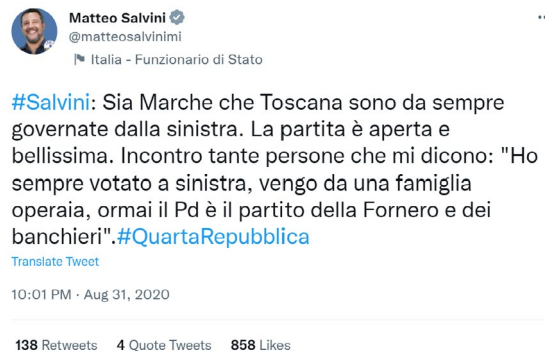 Matteo Salvini
@matteosalvinimi
Italia - Funzionario di Stato
#Salvini: Sia Marche che Toscana sono da sempre
governate dalla sinistra. La partita è aperta e
bellissima. Incontro tante persone che mi dicono: "Ho
sempre votato a sinistra, vengo da una famiglia
operaia, ormai il Pd è il partito della Fornero e dei
banchieri".#QuartaRepubblica
Translate Tweet
10:01 PM · Aug 31, 2020
138 Retweets 4 Quote Tweets 858 Likes